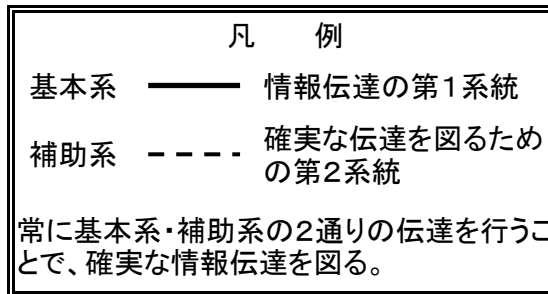 凡　例
基本系　情報伝達の第1系統
補助系　確実な伝達を図るため
の第2系統
常に基本系・補助系の2通りの伝達を行うこ
とで、確実な情報伝達を図る。